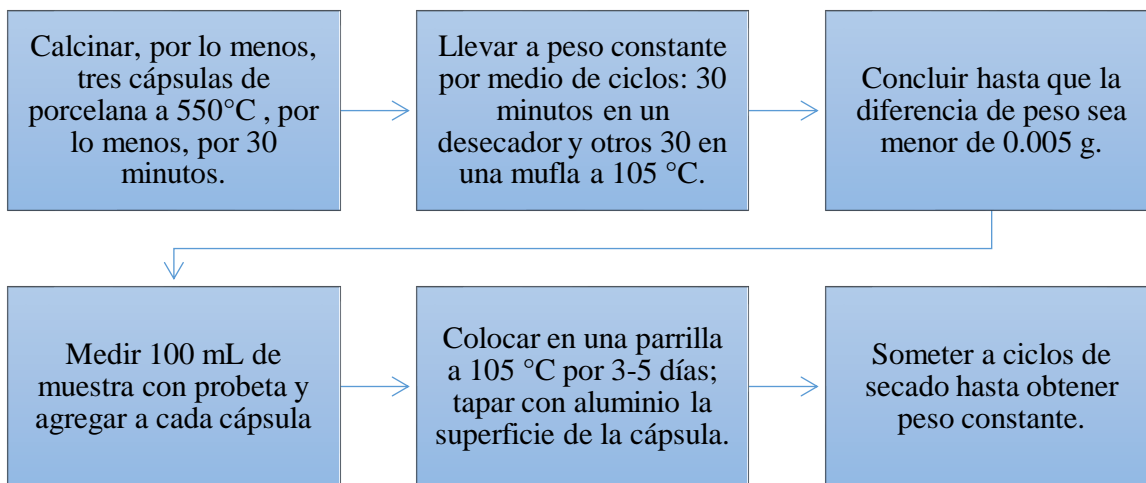 Calcinar, por lo menos,
tres cápsulas de
porcelana a 550°C , por
lo menos, por 30
minutos.
Llevar a peso constante
por medio de ciclos: 30
minutos en un
desecador y otros 30 en
una mufla a 105 °C.
Concluir hasta que la
diferencia de peso sea
menor de 0.005 g.
Medir 100 mL de
muestra con probeta y
agregar a cada cápsula
Colocar en una parrilla
a 105 °C por 3-5 días;
tapar con aluminio la
superficie de la cápsula.
Someter a ciclos de
secado hasta obtener
peso constante.